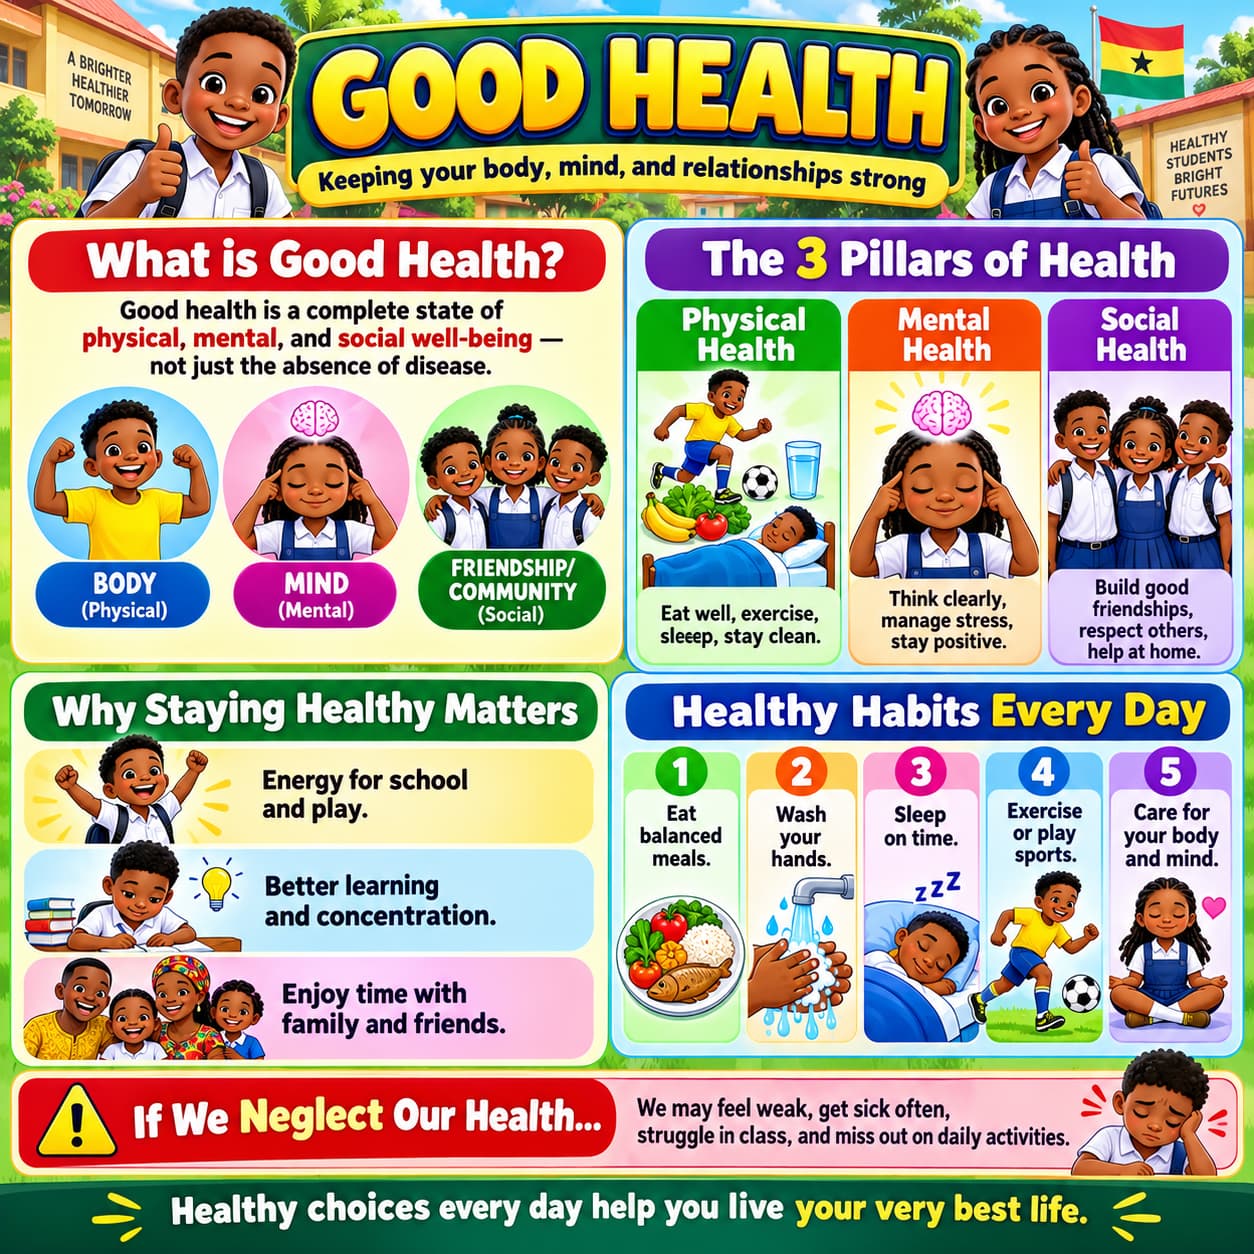 A BRIGHTER
HEALTHIER
TOMORROW
GOOD HEALTH
Keeping your body, mind, and relationships strong
HEALTHY
STUDENTS
BRIGHT
FUTURES
What is Good Health?
Good health is a complete state of
physical, mental, and social well-being —
not just the absence of disease.
BODY
(Physical)
MIND
(Mental)
FRIENDSHIP/
COMMUNITY
(Social)
The 3 Pillars of Health
Physical
Health
Eat well, exercise,
sleep, stay clean.
Mental
Health
Think clearly,
manage stress,
stay positive.
Social
Health
Build good
friendships,
respect others,
help at home.
Why Staying Healthy Matters
Energy for school
and play.
Better learning
and concentration.
Enjoy time with
family and friends.
Healthy Habits Every Day
1
Eat
balanced
meals.
2
Wash
your
hands.
3
Sleep
on time.
z z z
4
Exercise
or play
sports.
5
Care for
your body
and mind.
If We Neglect Our Health...
We may feel weak, get sick often,
struggle in class, and miss out on daily activities.
Healthy choices every day help you live your very best life.